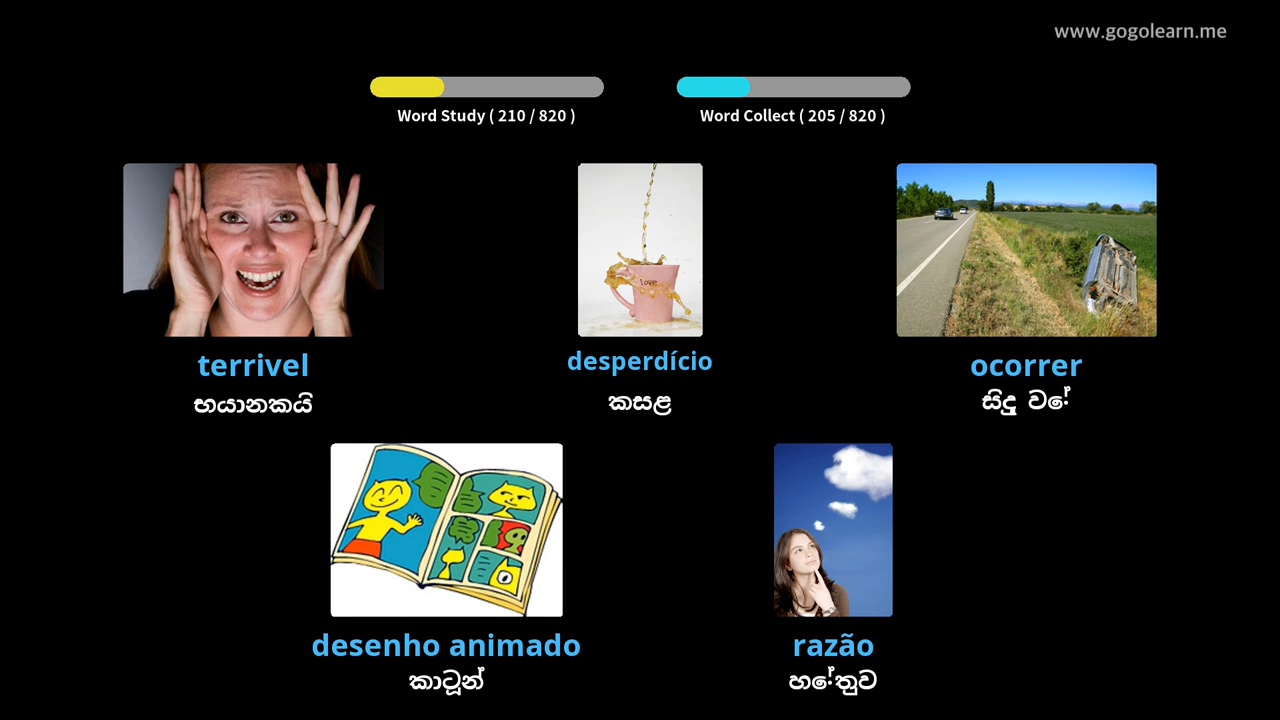 www.gogolearn.me
Word Study ( 210 / 820 )
Word Collect ( 205 / 820 )
love
terrivel
භයානකයි
desperdício
කසළ
ocorrer
සිදු වේ
desenho animado
කාටූන්
razão
හේතුව